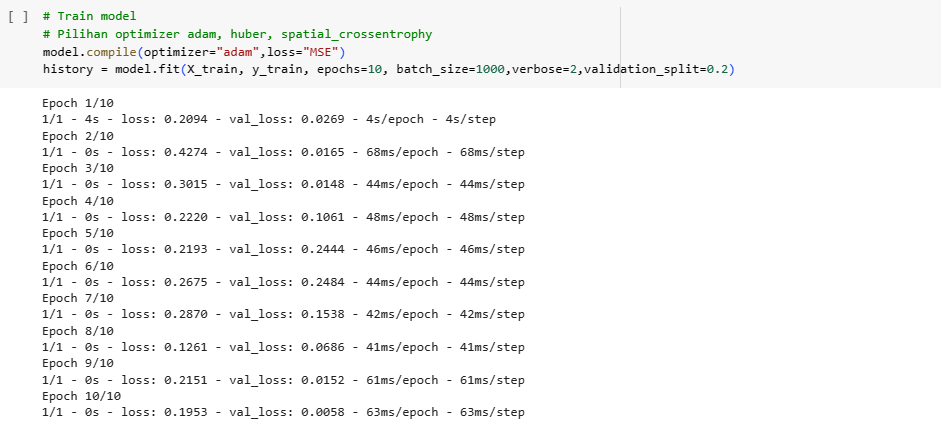 [ ] # Train model
# Pilihan optimizer adam, huber, spatial_crossentrophy
model.compile(optimizer="adam",loss="MSE")
history = model.fit(X_train, y_train, epochs=10, batch_size=1000,verbose=2,validation_split=0.2)
Epoch 1/10
1/1 - 4s - loss: 0.2094 - val_loss: 0.0269 - 4s/epoch - 4s/step
Epoch 2/10
1/1 - 0s - loss: 0.4274 - val_loss: 0.0165 - 68ms/epoch - 68ms/step
Epoch 3/10
1/1 - 0s - loss: 0.3015 - val_loss: 0.0148 - 44ms/epoch - 44ms/step
Epoch 4/10
1/1 - 0s - loss: 0.2220 - val_loss: 0.1061 - 48ms/epoch - 48ms/step
Epoch 5/10
1/1 - 0s - loss: 0.2193 - val_loss: 0.2444 - 46ms/epoch - 46ms/step
Epoch 6/10
1/1 - 0s - loss: 0.2675 - val_loss: 0.2484 - 44ms/epoch - 44ms/step
Epoch 7/10
1/1 - 0s - loss: 0.2870 - val_loss: 0.1538 - 42ms/epoch - 42ms/step
Epoch 8/10
1/1 - 0s - loss: 0.1261 - val_loss: 0.0686 - 41ms/epoch - 41ms/step
Epoch 9/10
1/1 - 0s - loss: 0.2151 - val_loss: 0.0152 - 61ms/epoch - 61ms/step
Epoch 10/10
1/1 - 0s - loss: 0.1953 - val_loss: 0.0058 - 63ms/epoch - 63ms/step